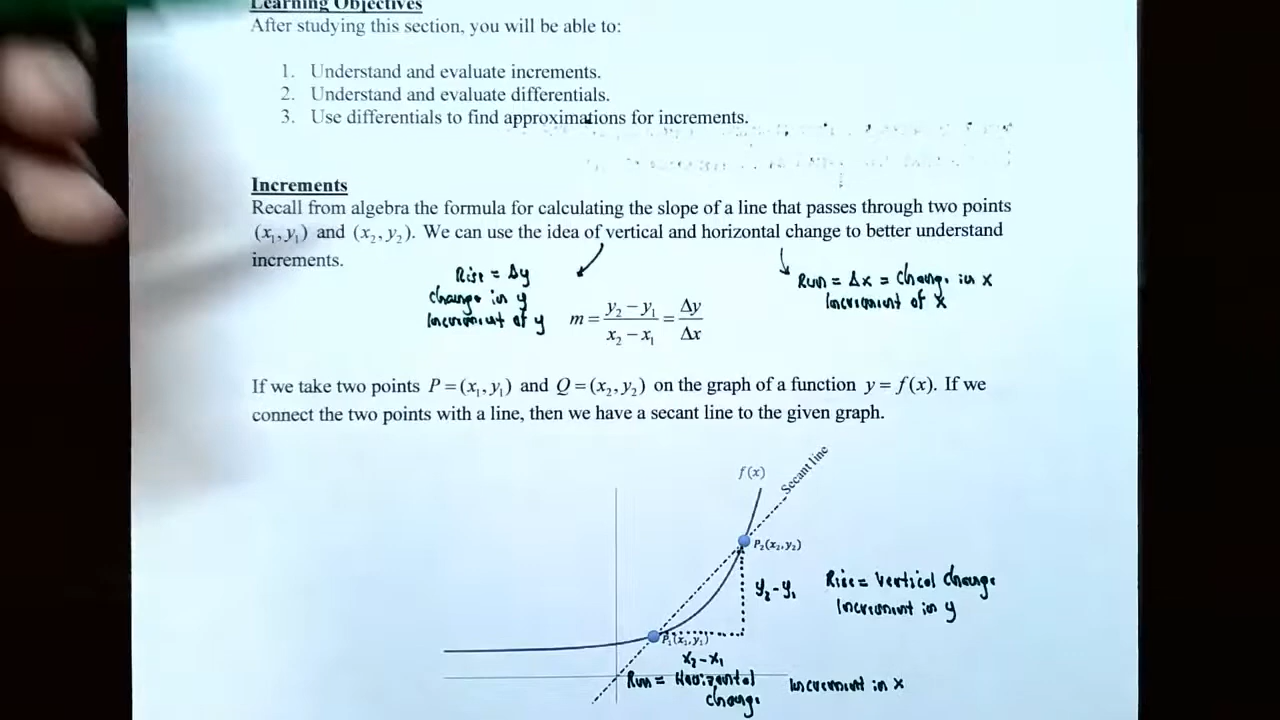 Learning Objectives
After studying this section, you will be able to:
1. Understand and evaluate increments.
2. Understand and evaluate differentials.
3. Use differentials to find approximations for increments.
Increments
Recall from algebra the formula for calculating the slope of a line that passes through two points
(x₁, y₁) and (x₂, y₂). We can use the idea of vertical and horizontal change to better understand
increments.
Rise = Δy
change in y
Increment of y
m = (y₂ − y₁)/(x₂ − x₁) = Δy/Δx
Run = Δx = change in x
Increment of x
If we take two points P = (x₁, y₁) and Q = (x₂, y₂) on the graph of a function y = f(x). If we
connect the two points with a line, then we have a secant line to the given graph.
f(x)
Secant line
P₂(x₂, y₂)
y₂ - y₁
Rise = Vertical change
Increment in y
P₁(x₁, y₁)
x₂ - x₁
Run = Horizontal
change
Increment in x